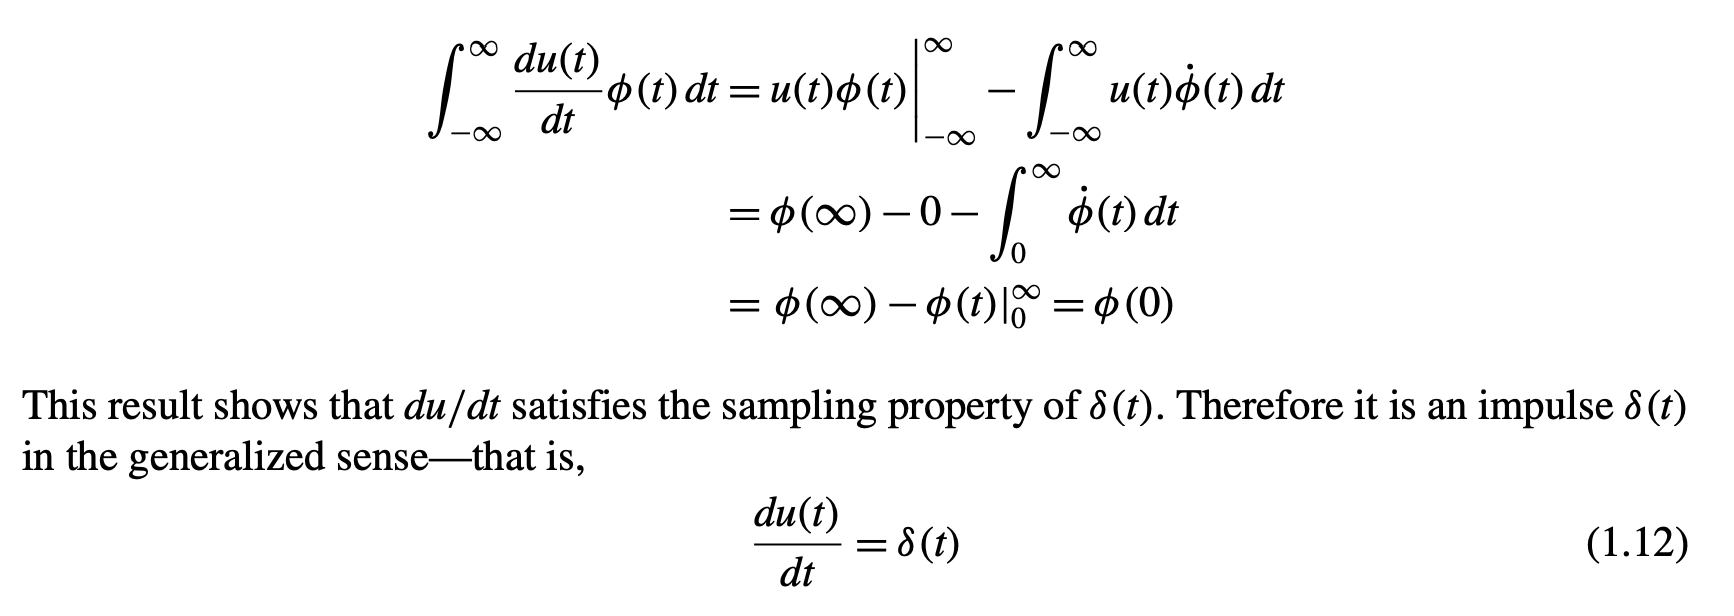 ∫_{-∞}^{∞} du(t)/dt ϕ(t) dt = u(t)ϕ(t)|_{-∞}^{∞} − ∫_{-∞}^{∞} u(t)ϕ̇(t) dt
= ϕ(∞) − 0 − ∫_{0}^{∞} ϕ̇(t) dt
= ϕ(∞) − ϕ(t)|_{0}^{∞} = ϕ(0)
This result shows that du/dt satisfies the sampling property of δ(t). Therefore it is an impulse δ(t)
in the generalized sense—that is,
du(t)/dt = δ(t) (1.12)